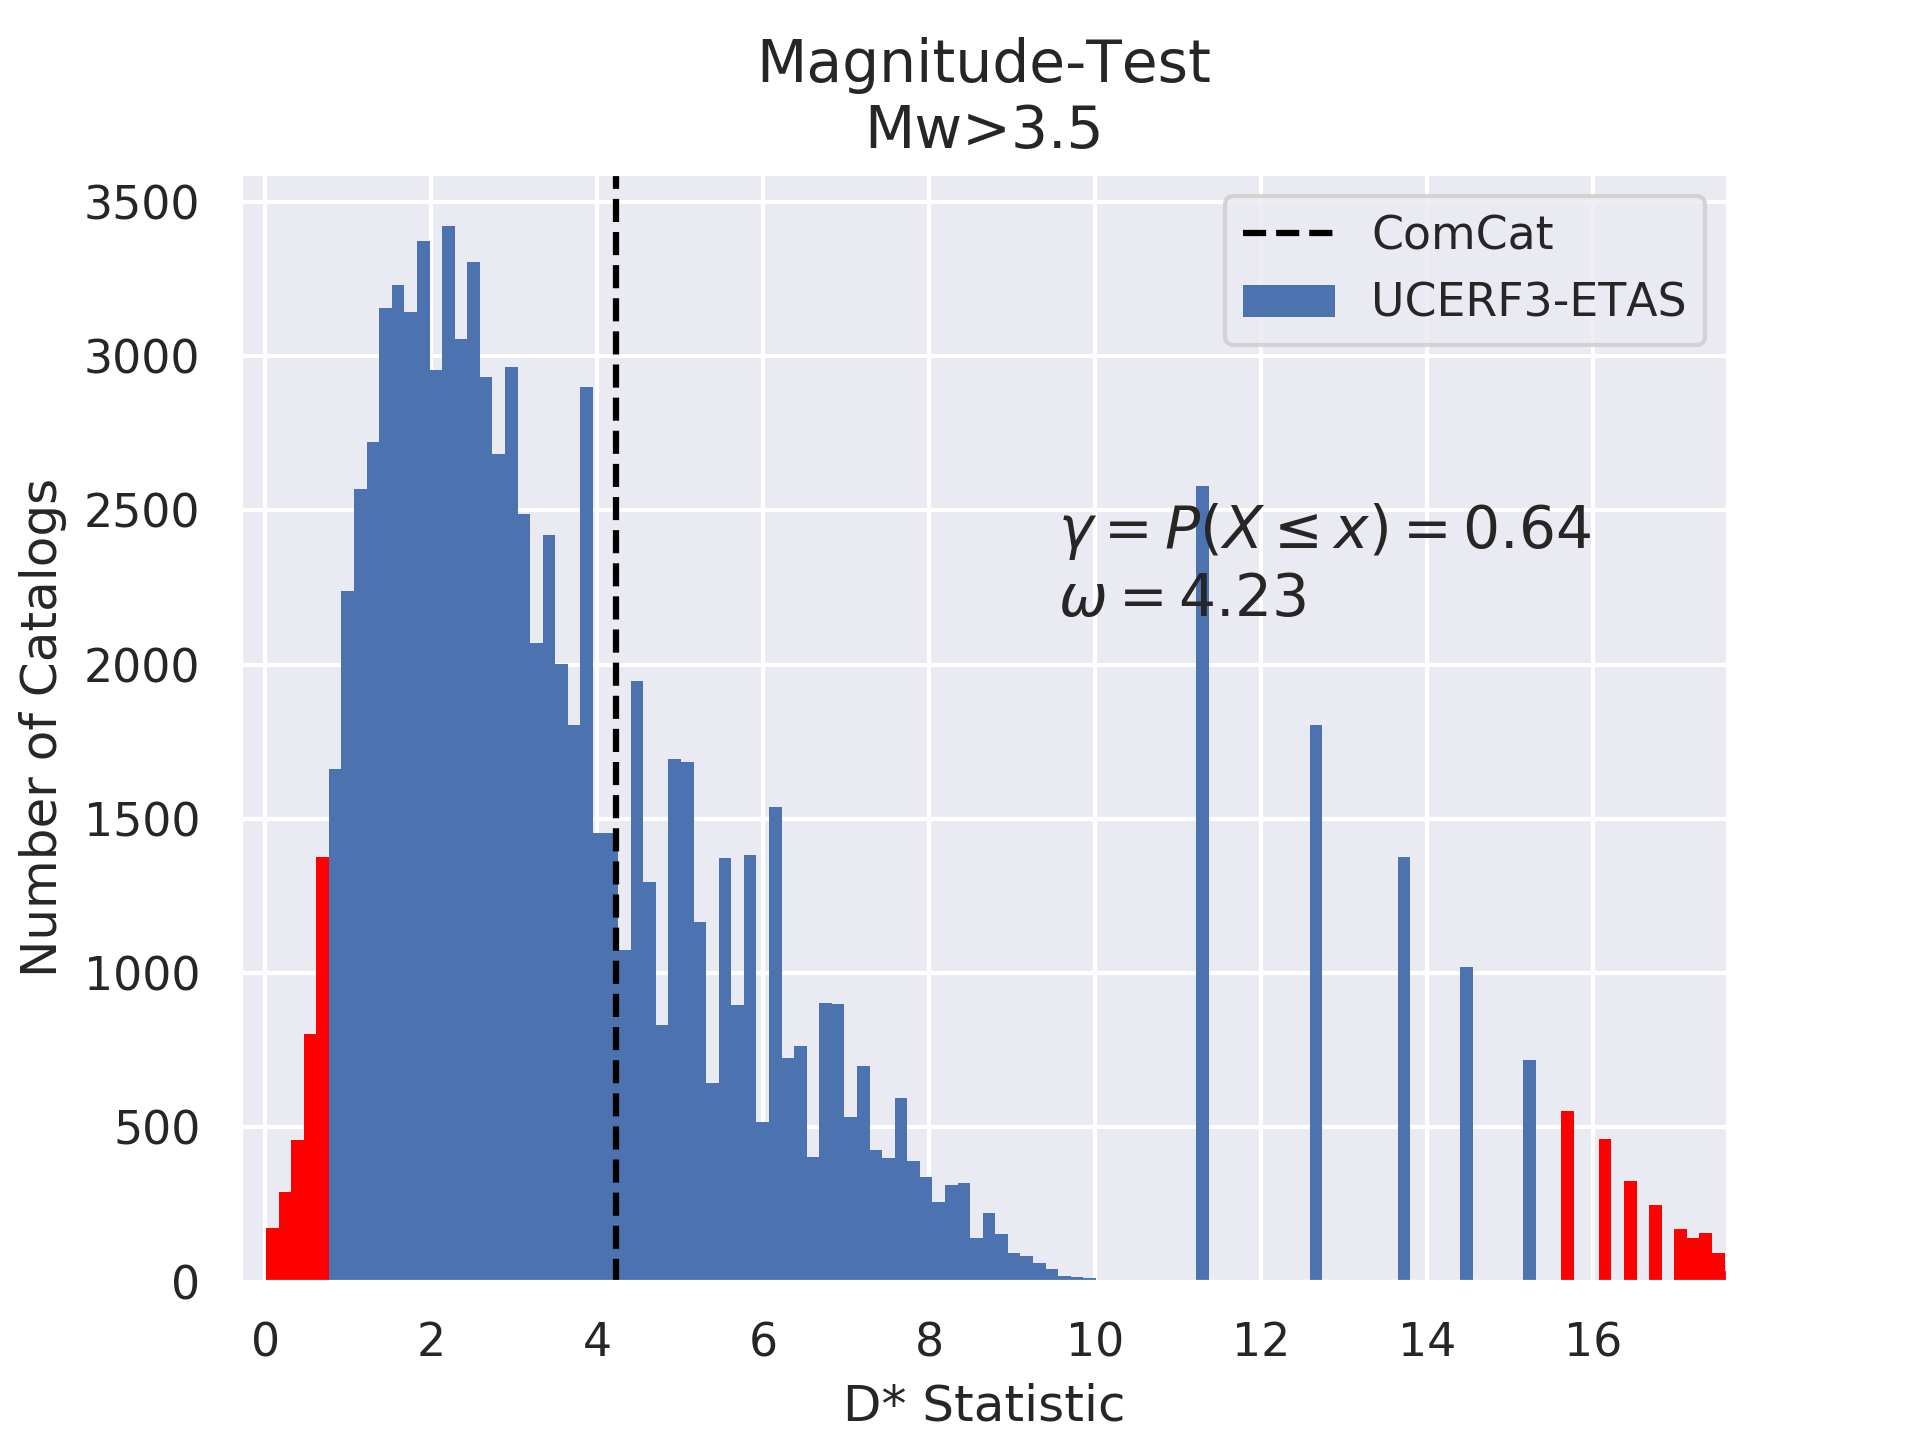 Magnitude-Test
Mw>3.5
3500
3000
2500
2000
1500
1000
500
0
Number of Catalogs
ComCat
UCERF3-ETAS
γ = P(X ≤ x) = 0.64
ω = 4.23
0 2 4 6 8 10 12 14 16
D* Statistic